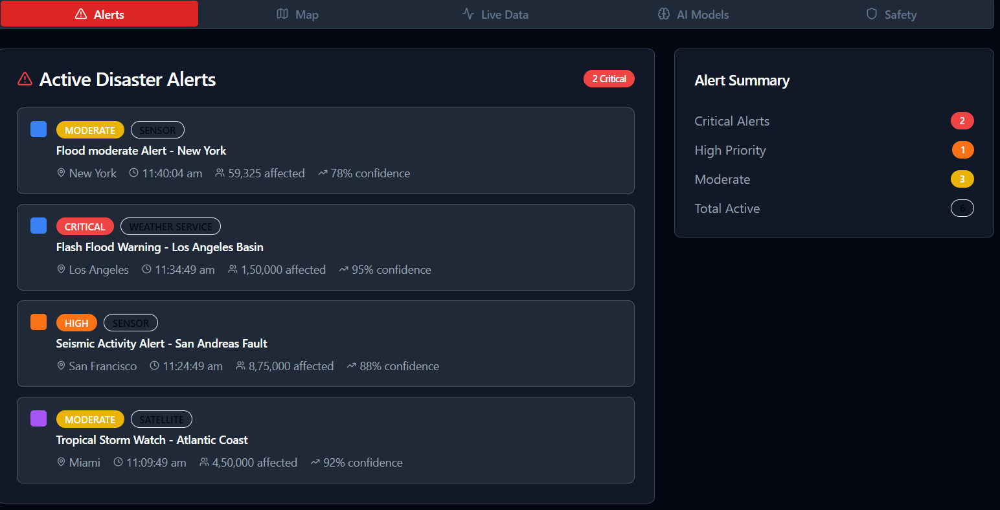 Alerts Map Live Data AI Models Safety
Active Disaster Alerts 2 Critical
MODERATE SENSOR
Flood moderate Alert - New York
New York 11:40:04 am 59,325 affected 78% confidence
CRITICAL WEATHER SERVICE
Flash Flood Warning - Los Angeles Basin
Los Angeles 11:34:49 am 1,50,000 affected 95% confidence
HIGH SENSOR
Seismic Activity Alert - San Andreas Fault
San Francisco 11:24:49 am 8,75,000 affected 88% confidence
MODERATE SATELLITE
Tropical Storm Watch - Atlantic Coast
Miami 11:09:49 am 4,50,000 affected 92% confidence
Alert Summary
Critical Alerts 2
High Priority 1
Moderate 3
Total Active 6